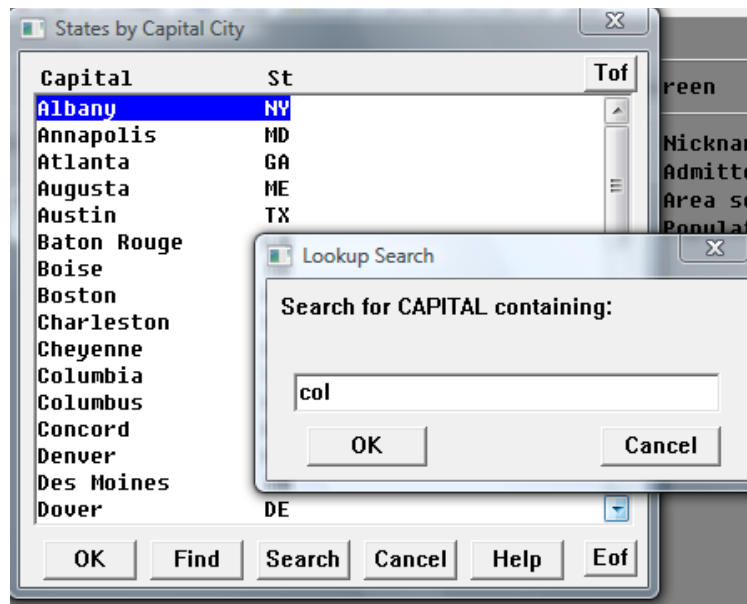 States by Capital City
Capital St Tof
Albany NY
Annapolis MD
Atlanta GA
Augusta ME
Austin TX
Baton Rouge
Boise
Boston
Charleston
Cheyenne
Columbia
Columbus
Concord
Denver
Des Moines
Dover DE
OK Find Search Cancel Help Eof
Lookup Search
Search for CAPITAL containing:
col
OK Cancel